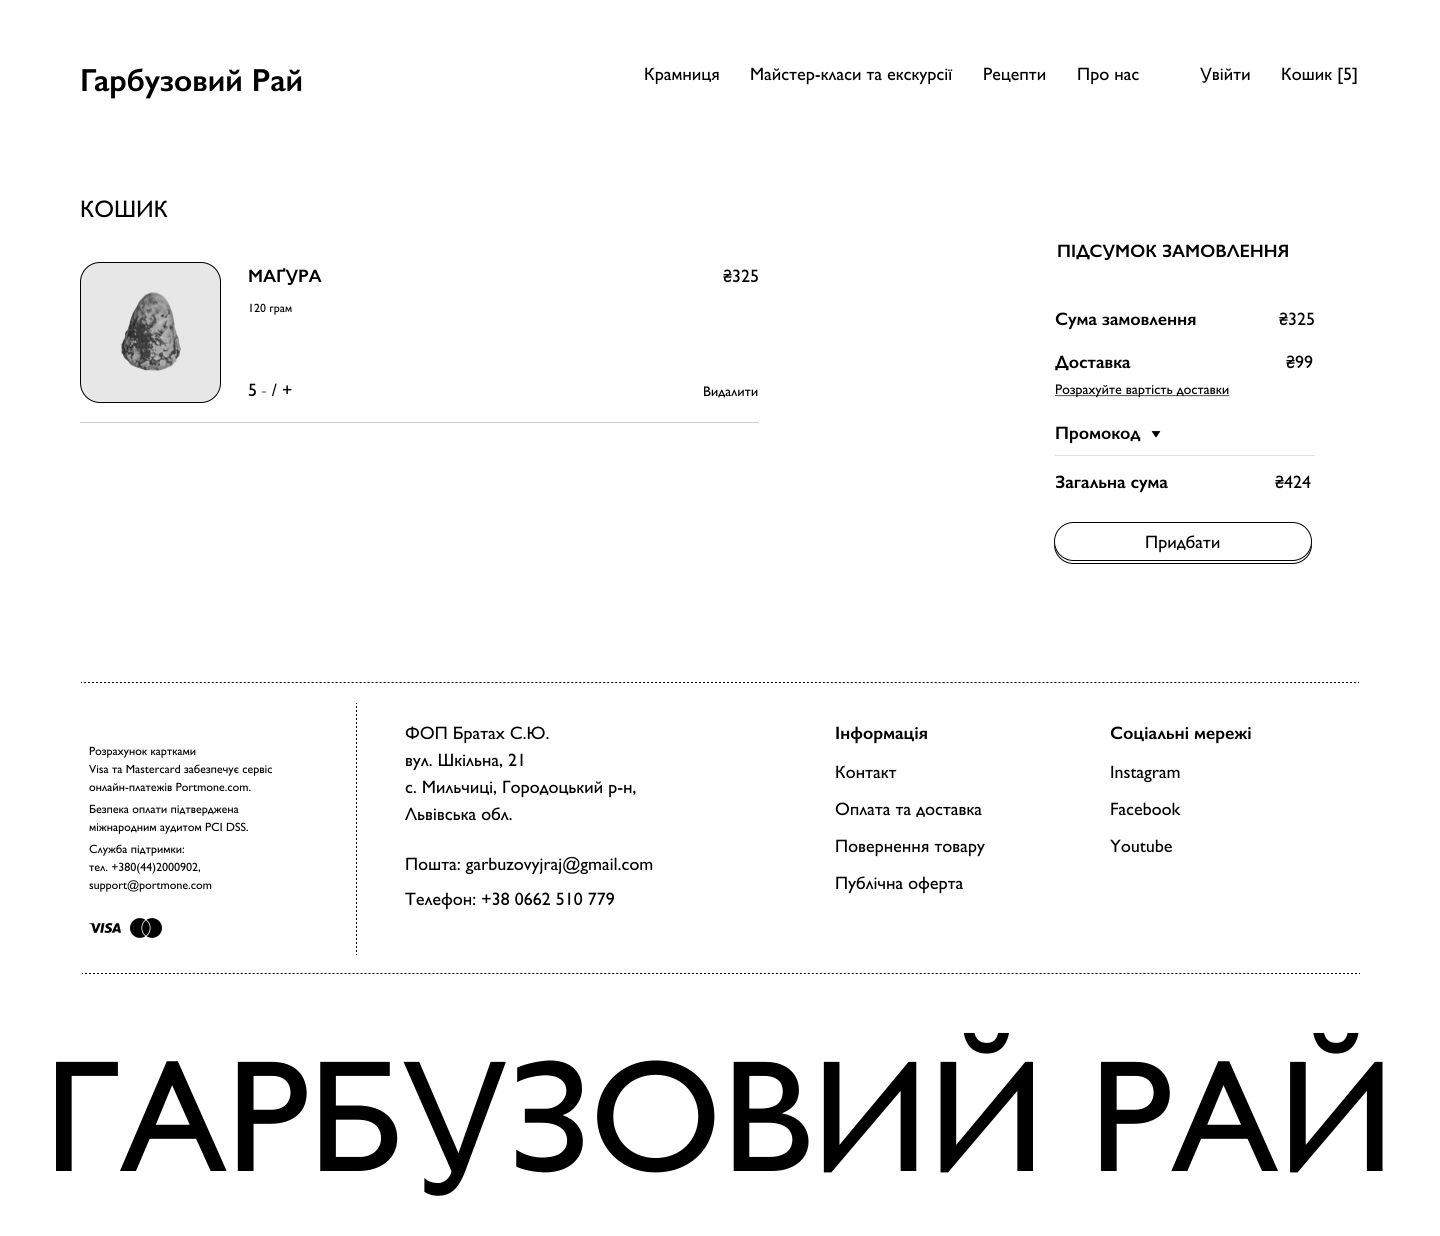 Гарбузовий Рай
Крамниця
Майстер-класи та екскурсії
Рецепти
Про нас
Увійти
Кошик [5]
КОШИК
МАҐУРА
₴325
120 грам
5 - / +
Видалити
ПІДСУМОК ЗАМОВЛЕННЯ
Сума замовлення ₴325
Доставка ₴99
Розрахуйте вартість доставки
Промокод
Загальна сума ₴424
Придбати
Розрахунок картками
Visa та Mastercard забезпечує сервіс
онлайн-платежів Portmone.com.
Безпека оплати підтверджена
міжнародним аудитом PCI DSS.
Служба підтримки:
тел. +380(44)2000902,
support@portmone.com
VISA
ФОП Братах С.Ю.
вул. Шкільна, 21
с. Мильчиці, Городоцький р-н,
Львівська обл.
Пошта: garbuzovyjraj@gmail.com
Телефон: +38 0662 510 779
Інформація
Контакт
Оплата та доставка
Повернення товару
Публічна оферта
Соціальні мережі
Instagram
Facebook
Youtube
ГАРБУЗОВИЙ РАЙ